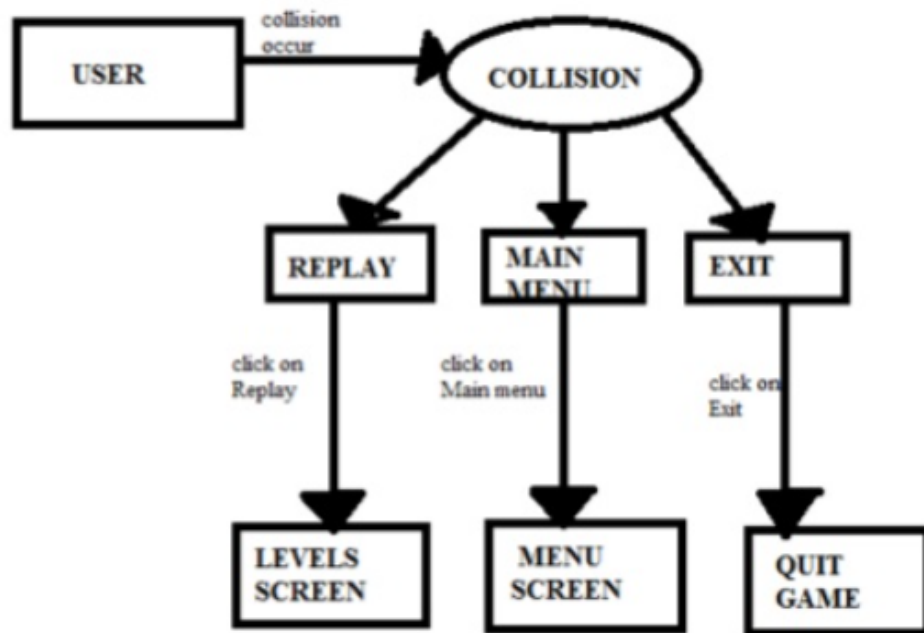 collision
occur
USER
COLLISION
REPLAY
MAIN
MENU
EXIT
click on
Replay
click on
Main menu
click on
Exit
LEVELS
SCREEN
MENU
SCREEN
QUIT
GAME